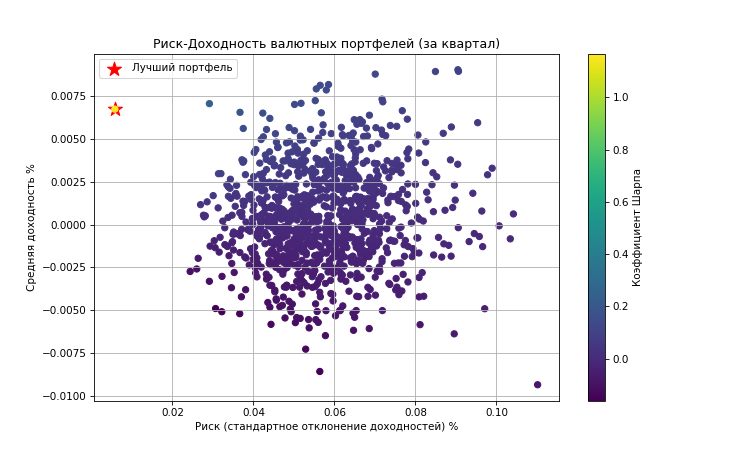 Риск-Доходность валютных портфелей (за квартал)
Лучший портфель
0.0075
0.0050
0.0025
0.0000
−0.0025
−0.0050
−0.0075
−0.0100
Средняя доходность %
0.02 0.04 0.06 0.08 0.10
Риск (стандартное отклонение доходностей) %
1.0
0.8
0.6
0.4
0.2
0.0
Коэффициент Шарпа